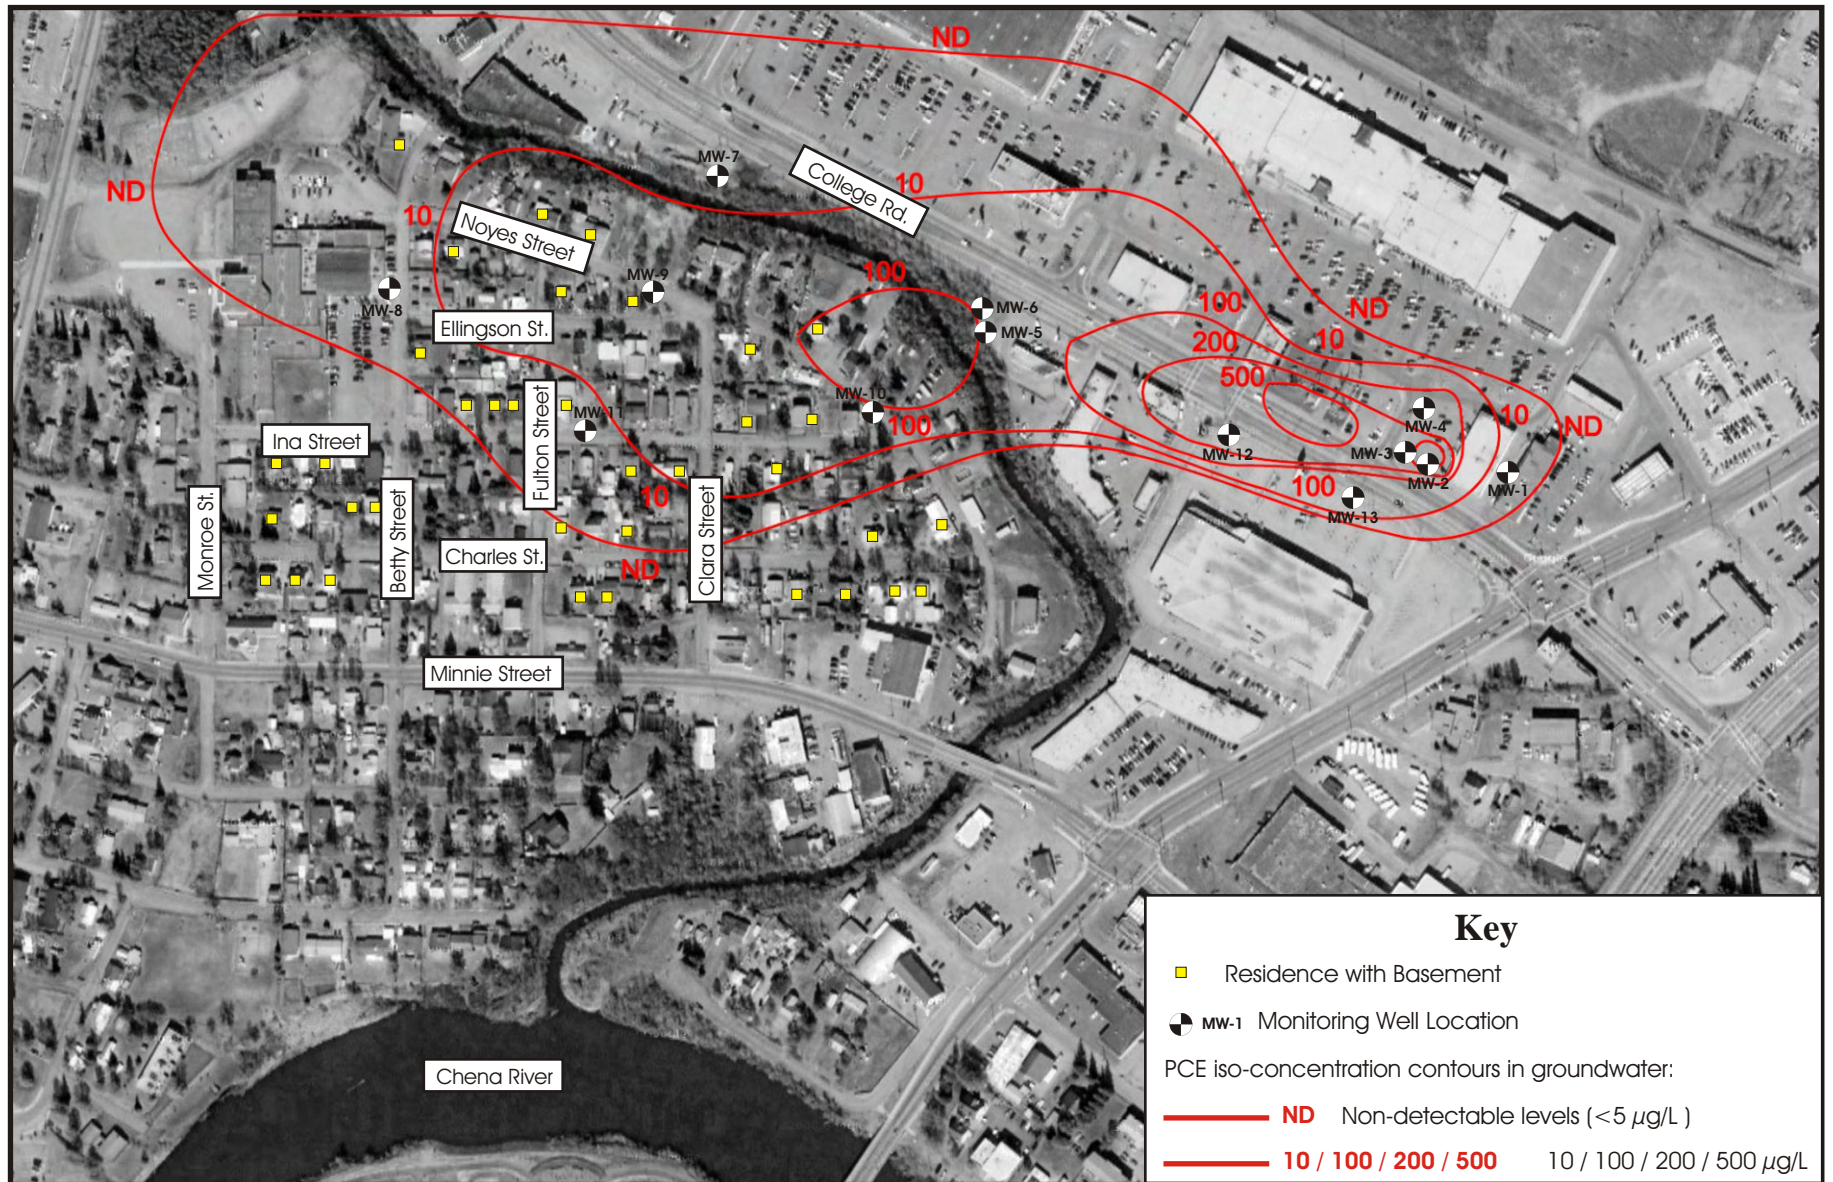 ND
MW-7
College Rd.
10
ND
10
Noyes Street
MW-9
100
MW-6
MW-5
MW-8
Ellingson St.
100
ND
10
200
500
MW-10
100
MW-11
Fulton Street
MW-4
10
ND
MW-12
MW-3
MW-2
MW-1
100
MW-13
Ina Street
10
Monroe St.
Betty Street
Clara Street
Charles St.
ND
Minnie Street
Chena River
Key
Residence with Basement
MW-1 Monitoring Well Location
PCE iso-concentration contours in groundwater:
ND Non-detectable levels (<5 µg/L )
10 / 100 / 200 / 500 10 / 100 / 200 / 500 µg/L